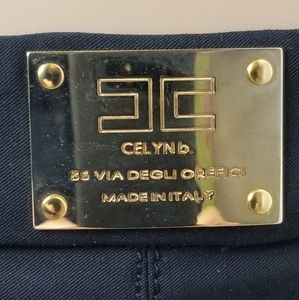 CELYN b.
35 VIA DEGLI OREFICI
MADE IN ITALY